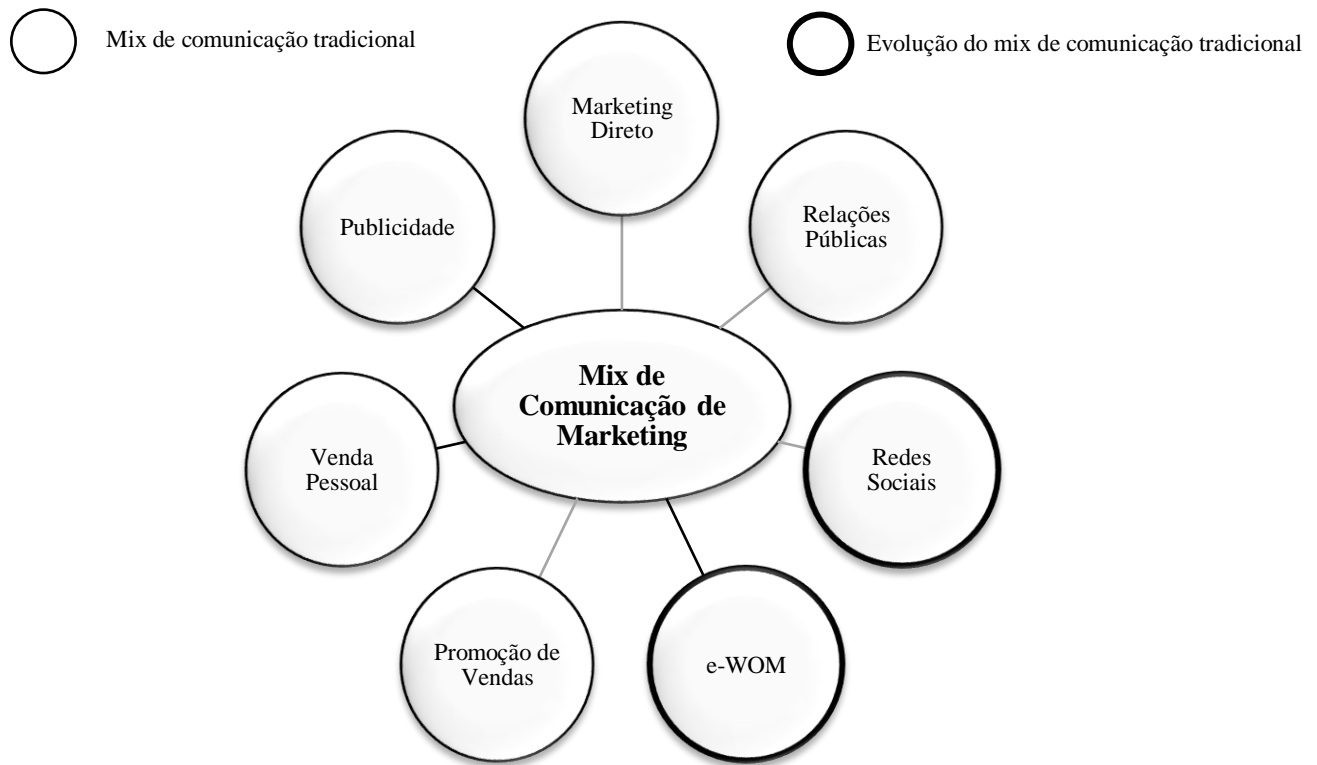 Mix de comunicação tradicional
Evolução do mix de comunicação tradicional
Marketing
Direto
Publicidade
Relações
Públicas
Mix de
Comunicação de
Marketing
Venda
Pessoal
Redes
Sociais
Promoção de
Vendas
e-WOM